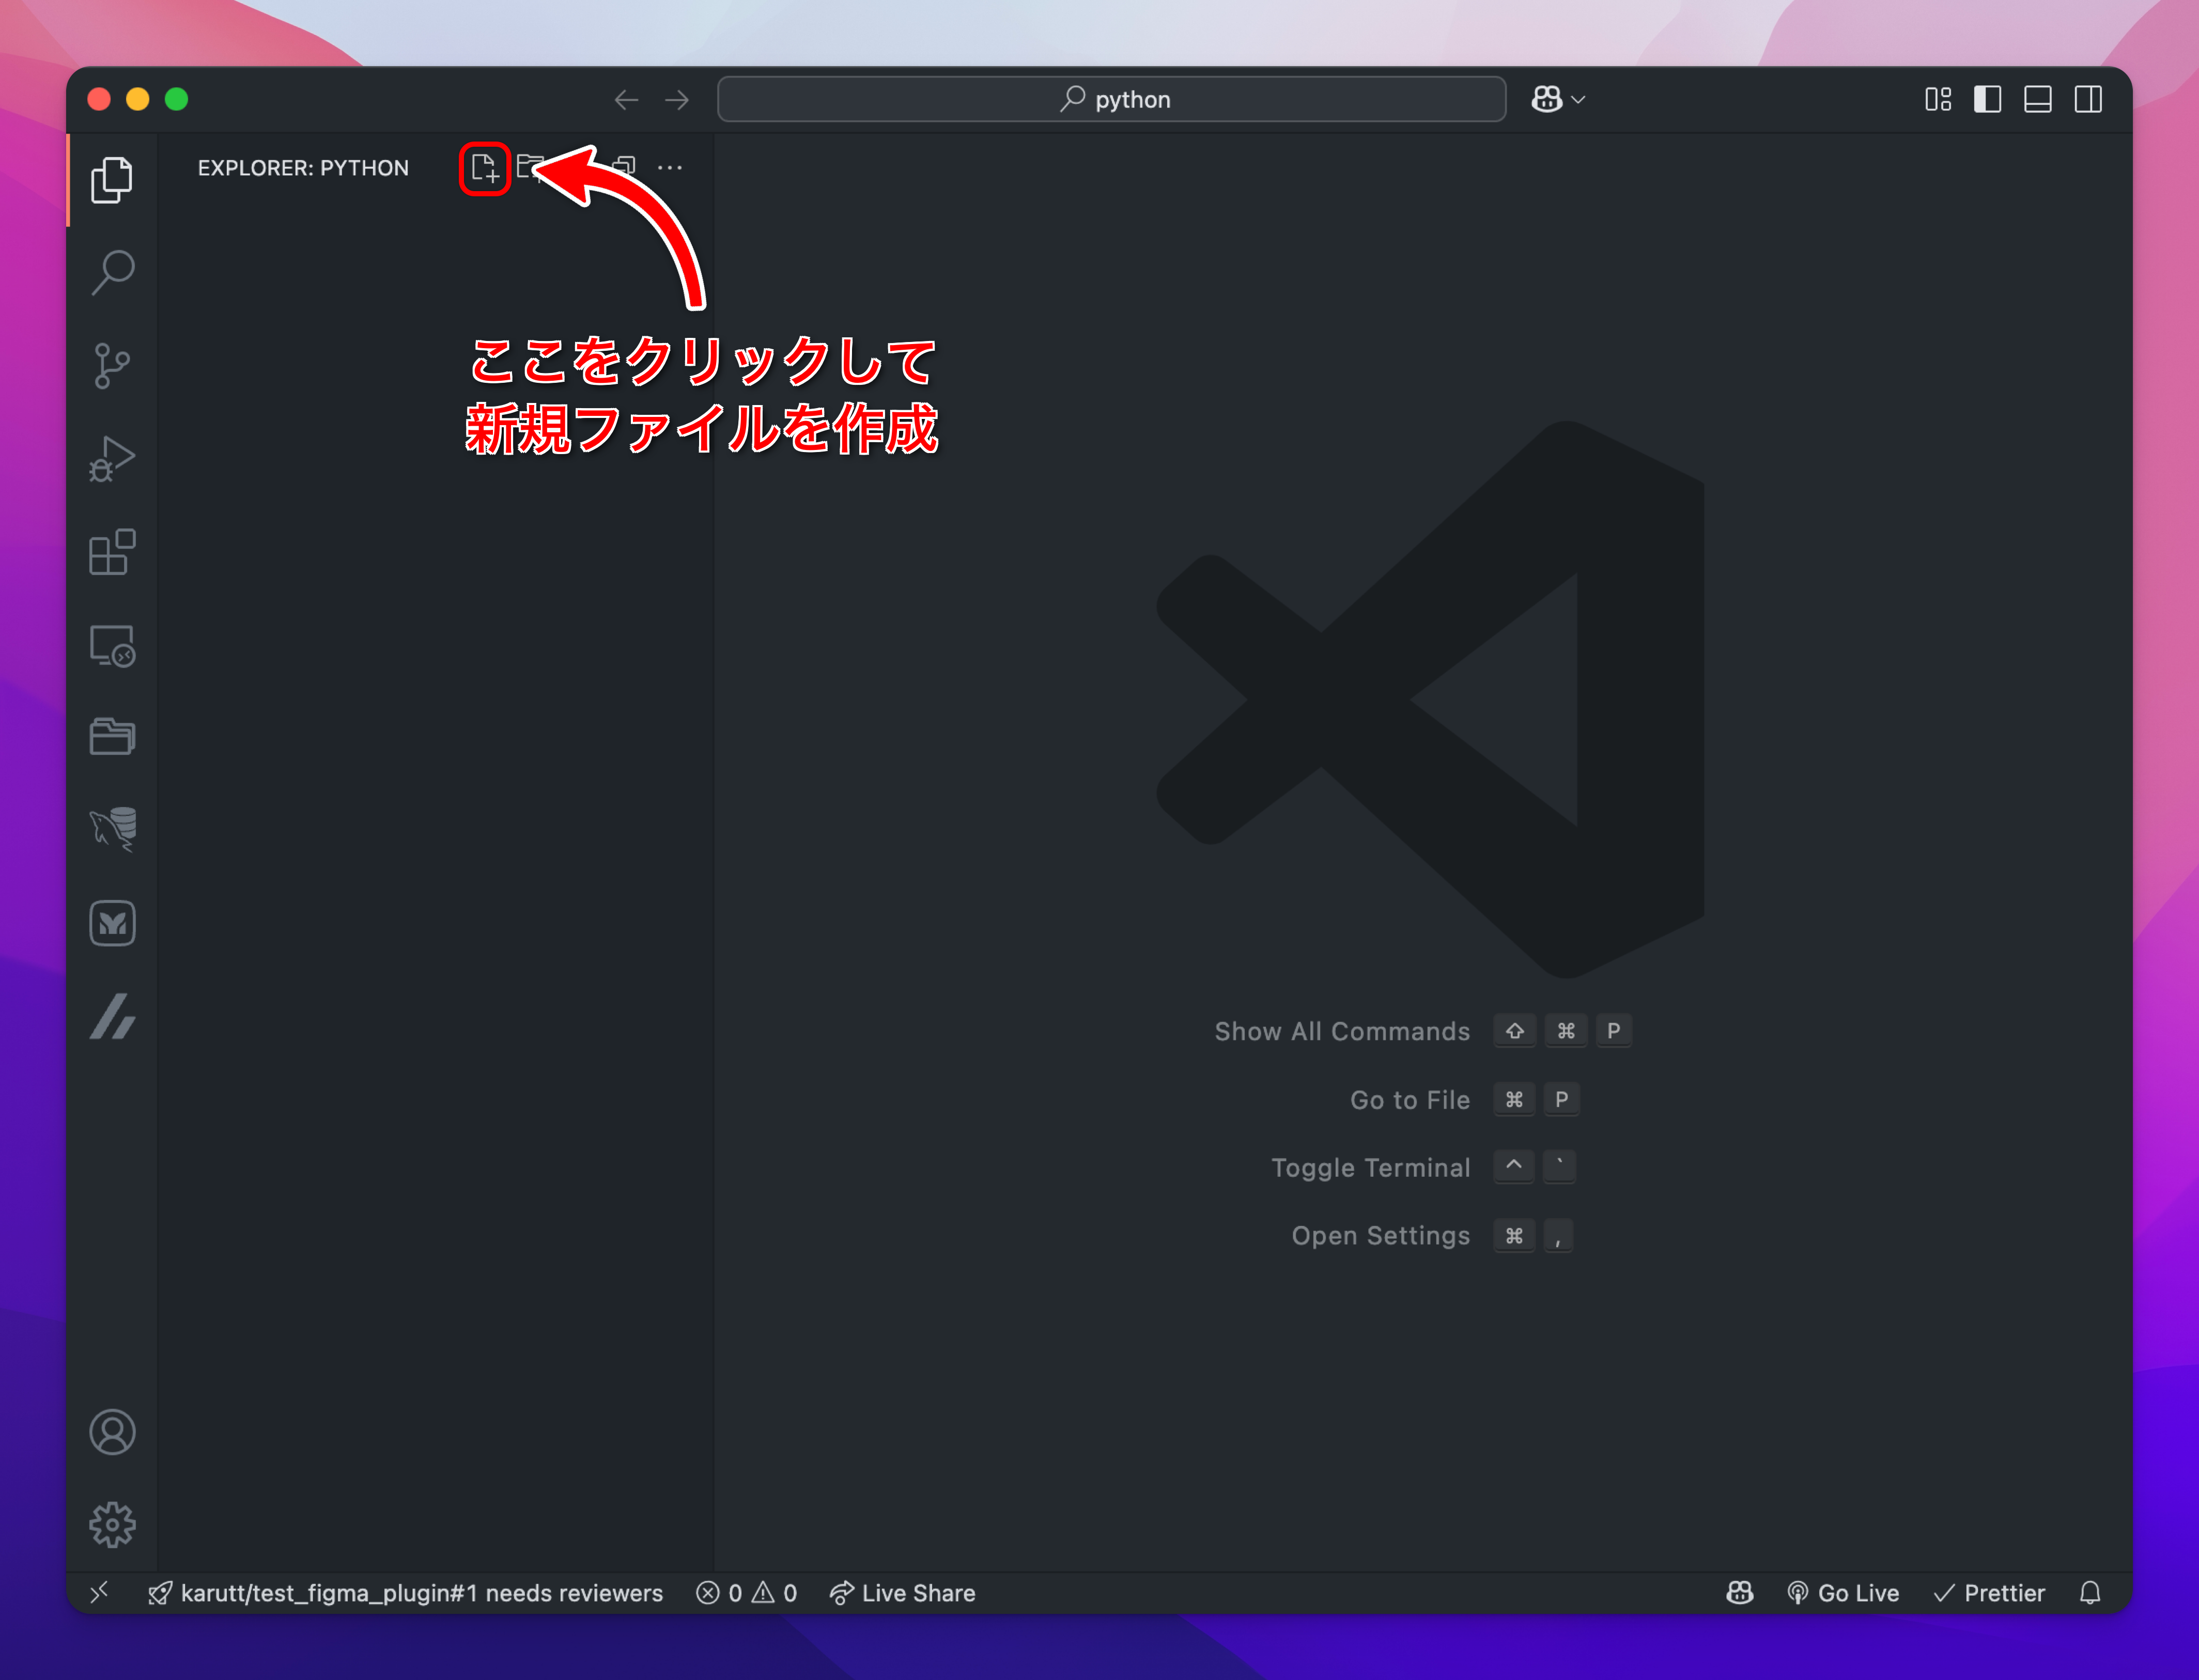 python
EXPLORER: PYTHON
ここをクリックして
新規ファイルを作成
Show All Commands ⇧ ⌘ P
Go to File ⌘ P
Toggle Terminal ^ `
Open Settings ⌘ ,
karutt/test_figma_plugin#1 needs reviewers 0 0 Live Share Go Live Prettier